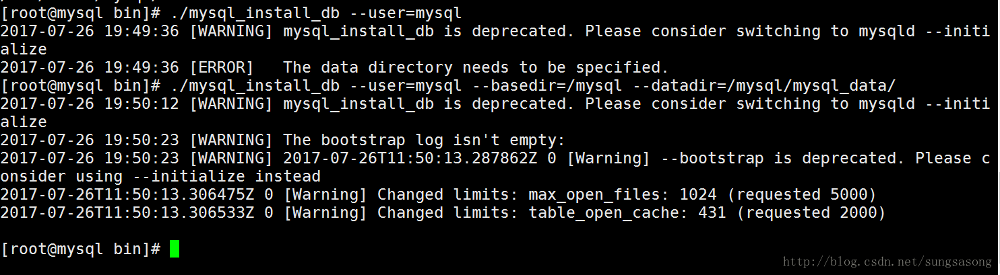 [root@mysql bin]# ./mysql_install_db --user=mysql
2017-07-26 19:49:36 [WARNING] mysql_install_db is deprecated. Please consider switching to mysqld --initi
alize
2017-07-26 19:49:36 [ERROR]   The data directory needs to be specified.
[root@mysql bin]# ./mysql_install_db --user=mysql --basedir=/mysql --datadir=/mysql/mysql_data/
2017-07-26 19:50:12 [WARNING] mysql_install_db is deprecated. Please consider switching to mysqld --initi
alize
2017-07-26 19:50:23 [WARNING] The bootstrap log isn't empty:
2017-07-26 19:50:23 [WARNING] 2017-07-26T11:50:13.287862Z 0 [Warning] --bootstrap is deprecated. Please c
onsider using --initialize instead
2017-07-26T11:50:13.306475Z 0 [Warning] Changed limits: max_open_files: 1024 (requested 5000)
2017-07-26T11:50:13.306533Z 0 [Warning] Changed limits: table_open_cache: 431 (requested 2000)
[root@mysql bin]#
http://blog.csdn.net/sungsasong